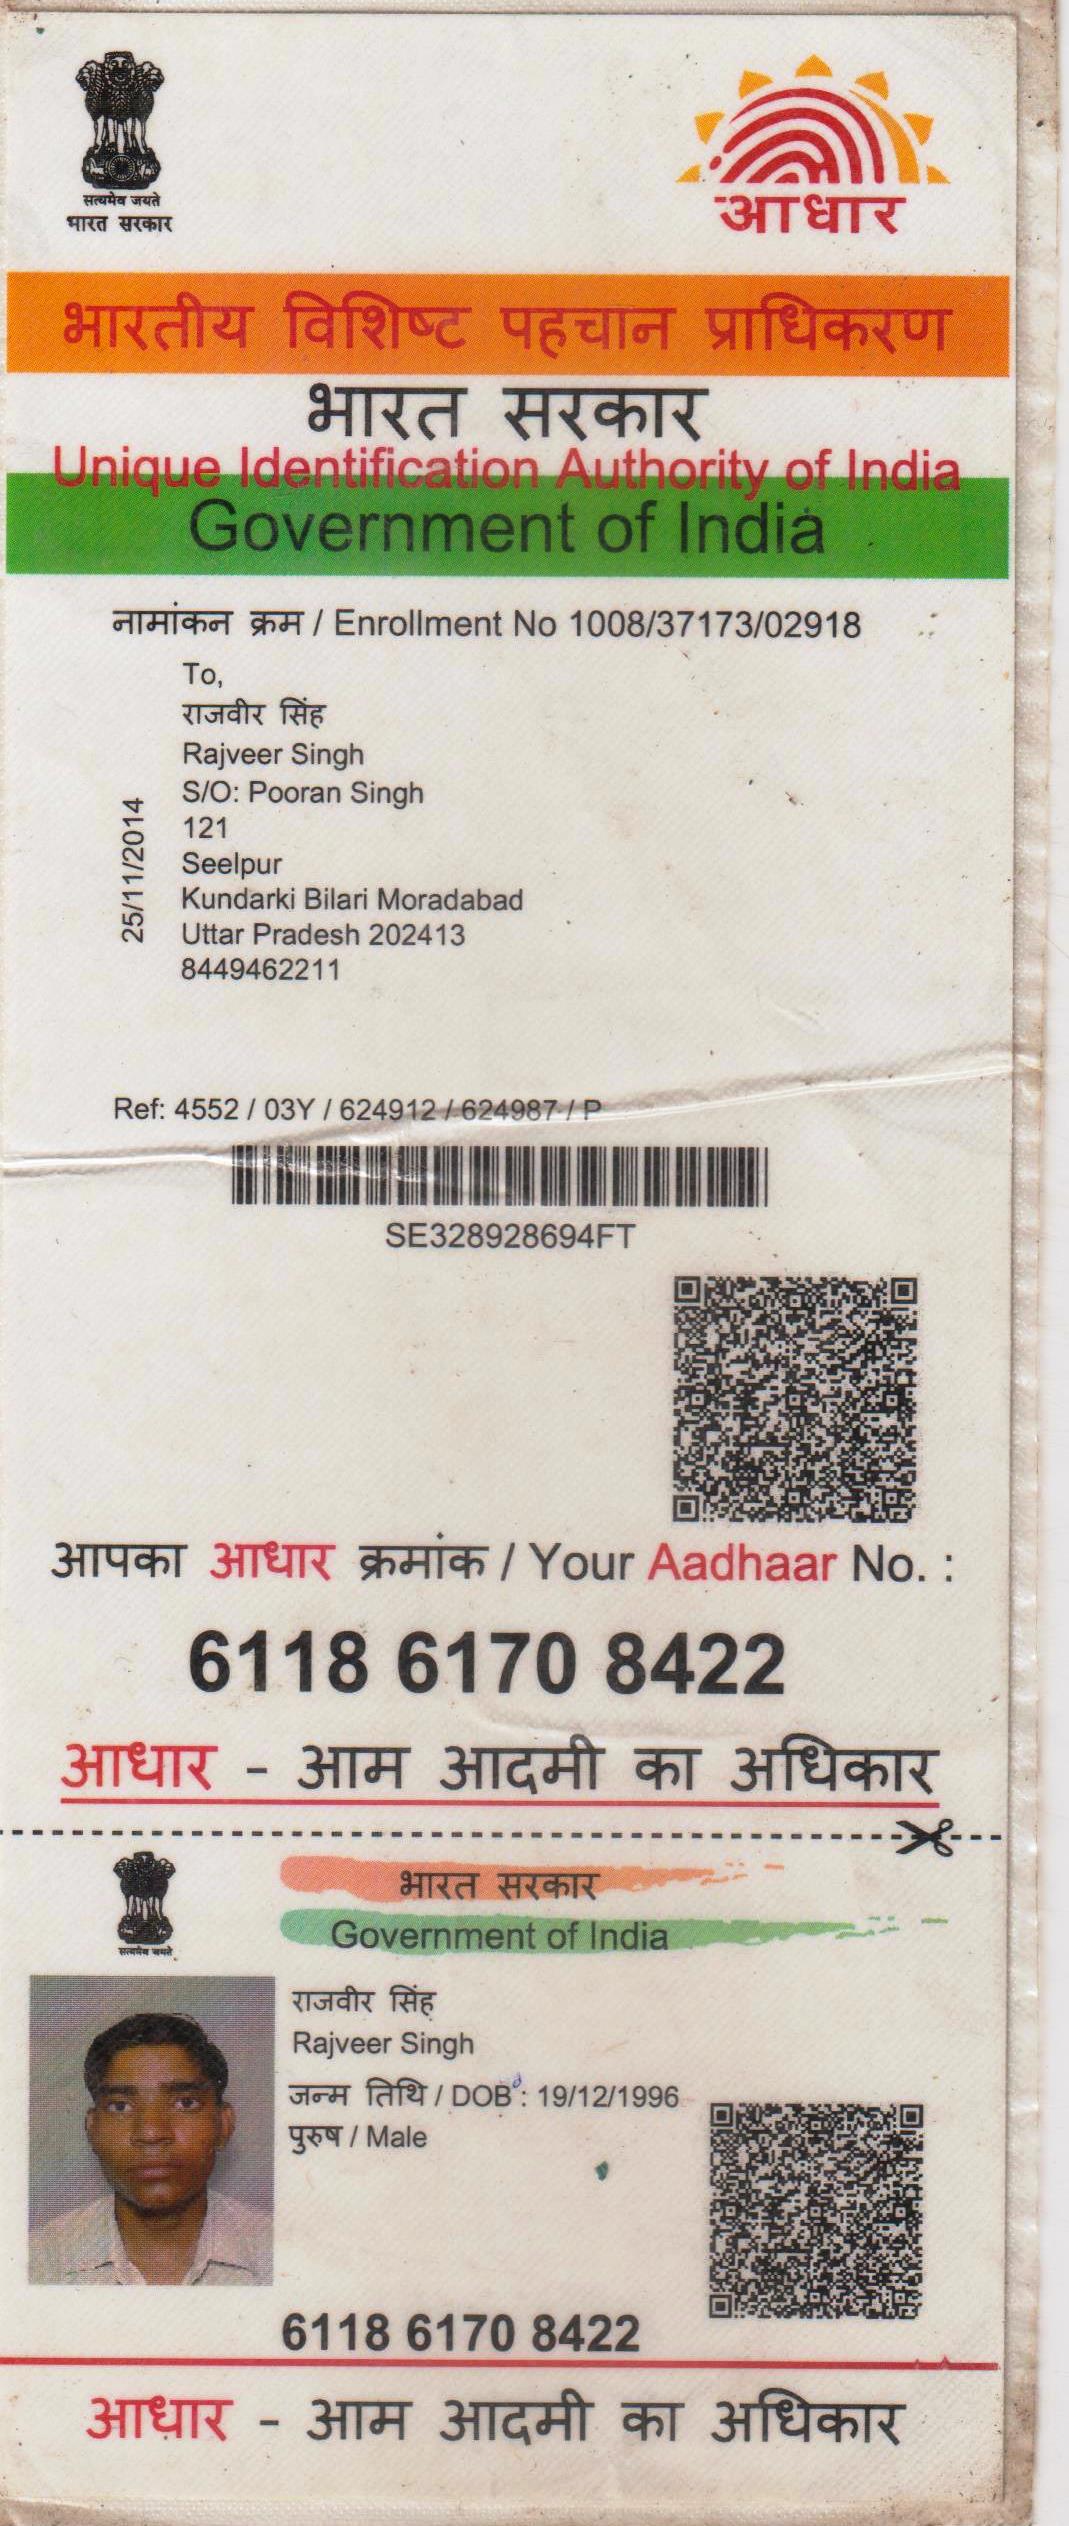 सत्यमेव जयते
भारत सरकार
आधार
भारतीय विशिष्ट पहचान प्राधिकरण
भारत सरकार
Unique Identification Authority of India
Government of India
नामांकन क्रम / Enrollment No 1008/37173/02918
To,
राजवीर सिंह
Rajveer Singh
S/O: Pooran Singh
121
Seelpur
Kundarki Bilari Moradabad
Uttar Pradesh 202413
8449462211
25/11/2014
Ref: 4552 / 03Y / 624912 / 624987 / P
SE328928694FT
आपका आधार क्रमांक / Your Aadhaar No. :
6118 6170 8422
आधार - आम आदमी का अधिकार
सत्यमेव जयते
भारत सरकार
Government of India
राजवीर सिंह
Rajveer Singh
जन्म तिथि / DOB : 19/12/1996
पुरुष / Male
6118 6170 8422
आधार - आम आदमी का अधिकार